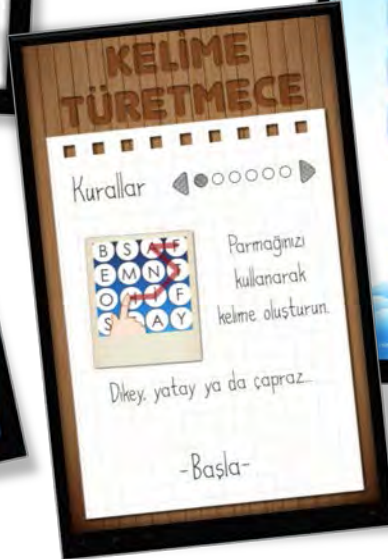 KELİME
TÜRETMECE
Kurallar
Parmağınızı
kullanarak
kelime oluşturun.
B S A F
E M N
O F
S A Y
Dikey, yatay ya da çapraz...
-Başla-